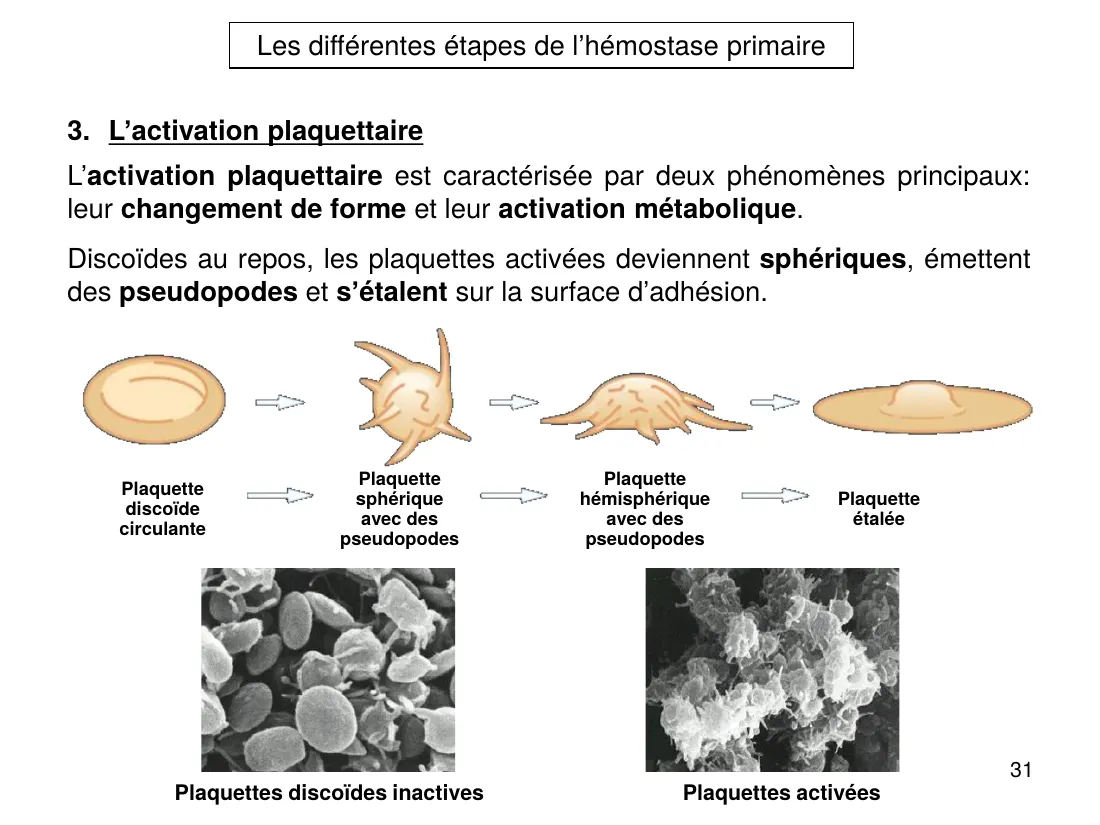 Les différentes étapes de l’hémostase primaire
3. L’activation plaquettaire
L’activation plaquettaire est caractérisée par deux phénomènes principaux:
leur changement de forme et leur activation métabolique.
Discoïdes au repos, les plaquettes activées deviennent sphériques, émettent
des pseudopodes et s’étalent sur la surface d’adhésion.
Plaquette
discoïde
circulante
Plaquette
sphérique
avec des
pseudopodes
Plaquette
hémisphérique
avec des
pseudopodes
Plaquette
étalée
Plaquettes discoïdes inactives
Plaquettes activées
31